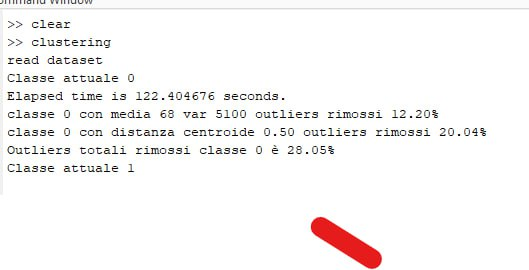 Command Window
>> clear
>> clustering
read dataset
Classe attuale 0
Elapsed time is 122.404676 seconds.
classe 0 con media 68 var 5100 outliers rimossi 12.20%
classe 0 con distanza centroide 0.50 outliers rimossi 20.04%
Outliers totali rimossi classe 0 è 28.05%
Classe attuale 1